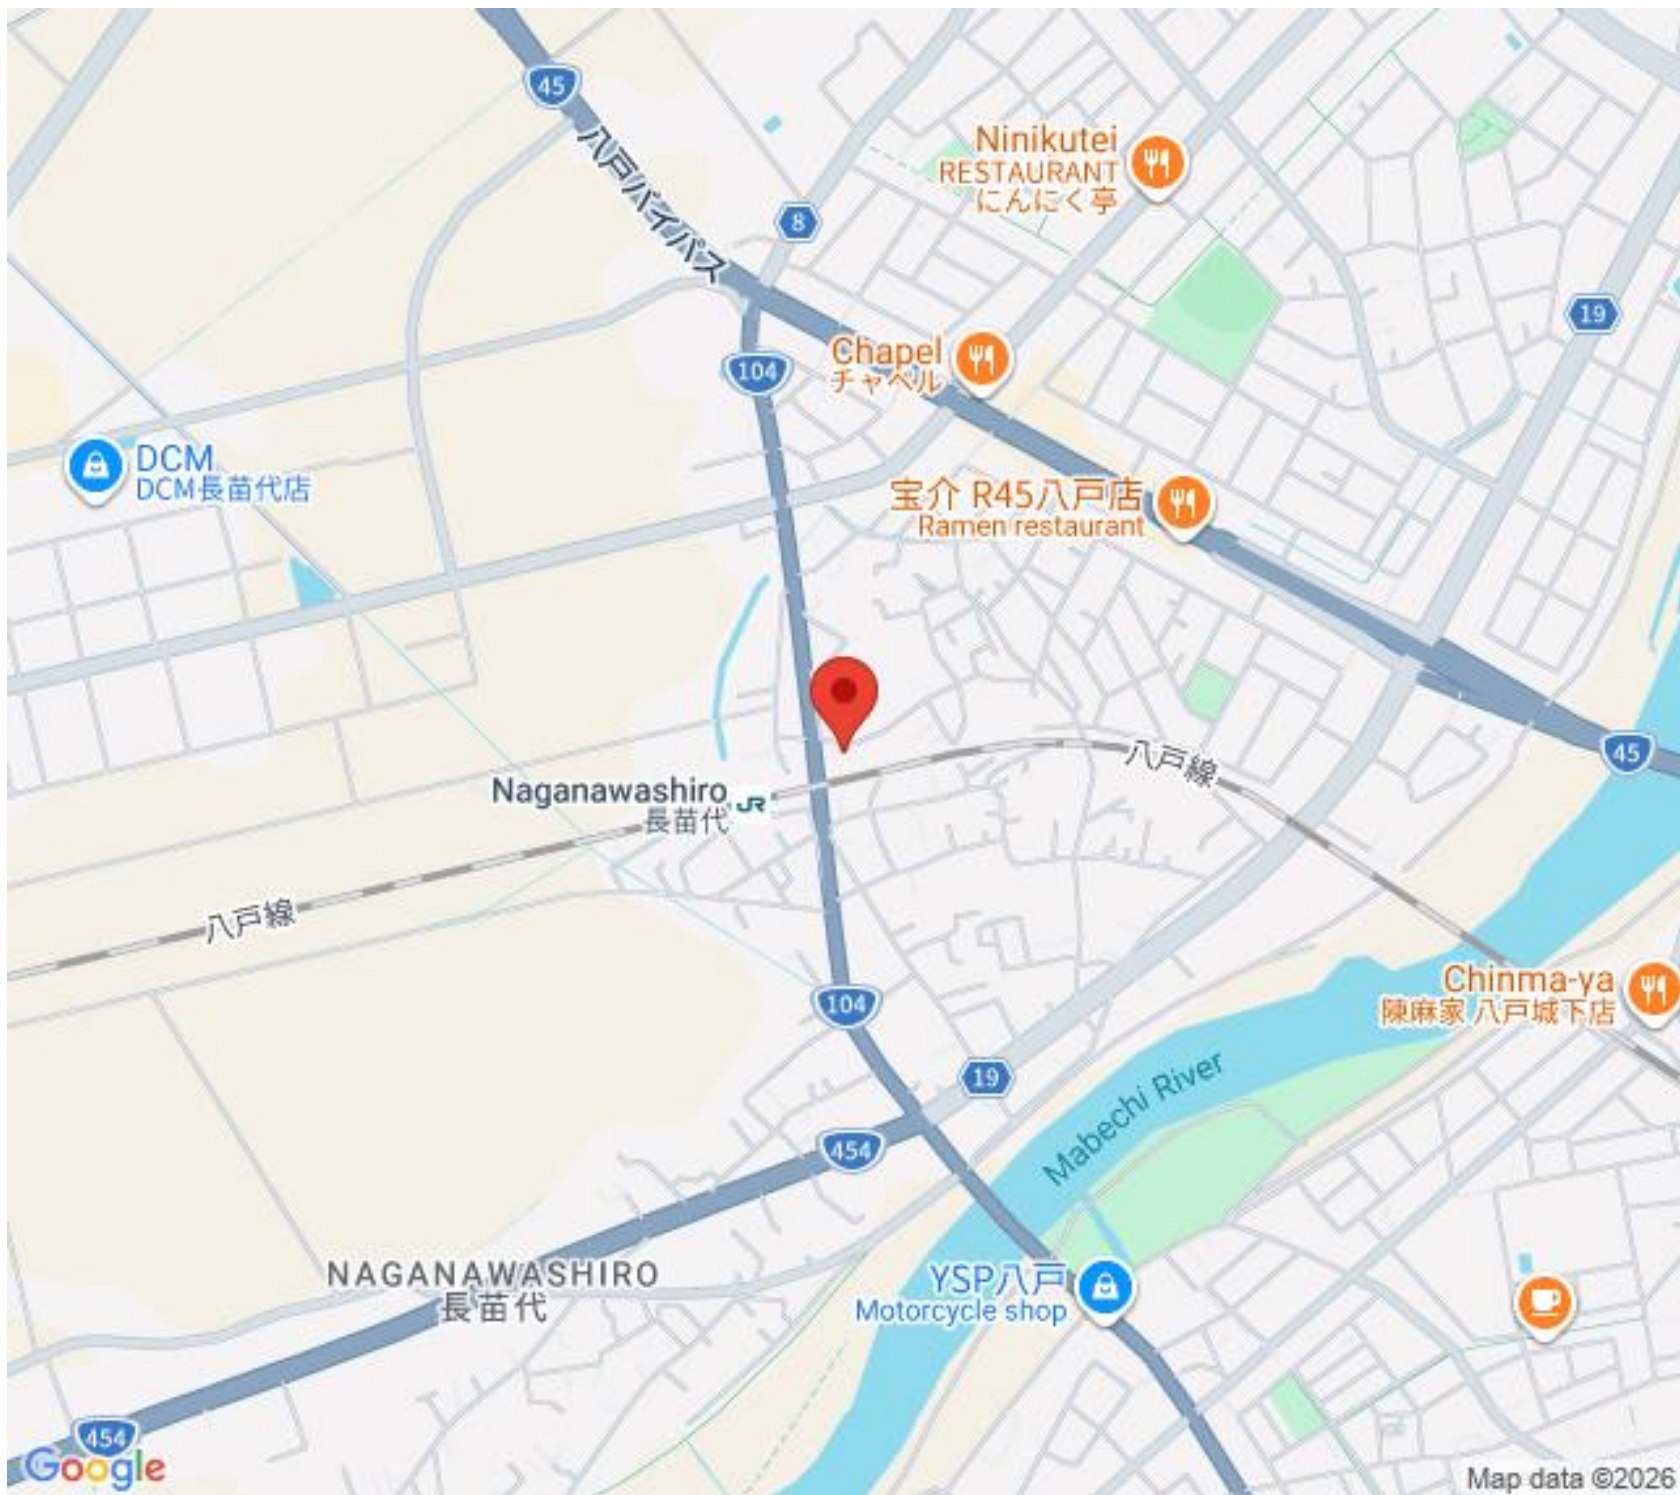 45
八戸バイパス
Ninikutei
RESTAURANT
にんにく亭
8
19
104
Chapel
チャペル
DCM
DCM長苗代店
宝介 R45八戸店
Ramen restaurant
45
八戸線
Naganawashiro
長苗代
JR
八戸線
Chinma-ya
陳麻家 八戸城下店
104
19
Mabechi River
454
NAGANAWASHIRO
長苗代
YSP八戸
Motorcycle shop
454
Google
Map data ©2026